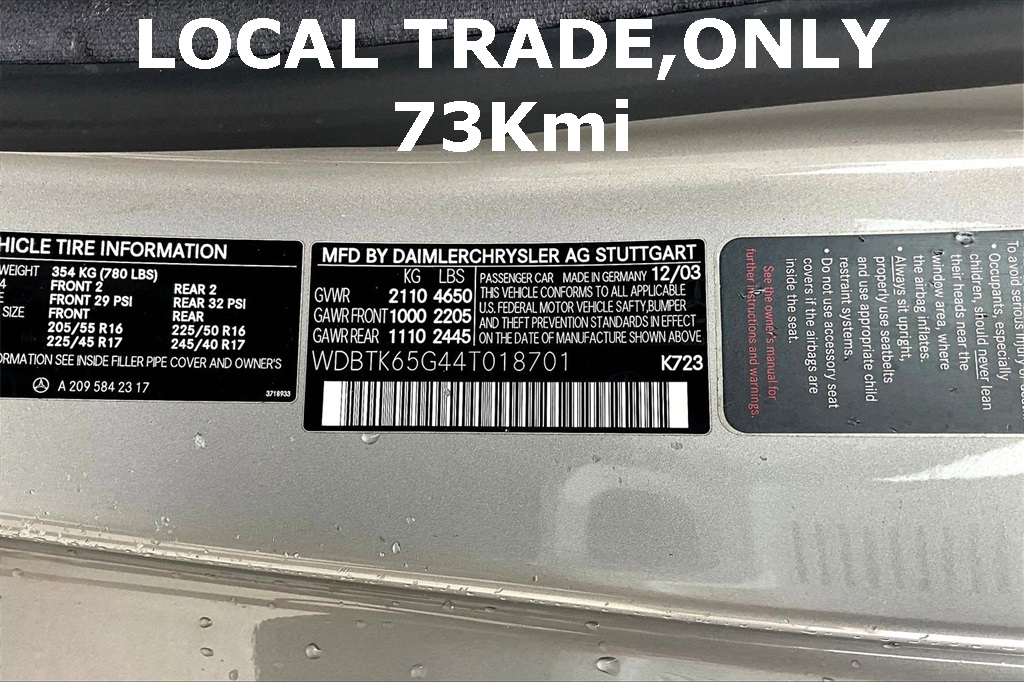 LOCAL TRADE,ONLY
73Kmi
HICLE TIRE INFORMATION
WEIGHT 354 KG (780 LBS)
4 FRONT 2 REAR 2
E FRONT 29 PSI REAR 32 PSI
SIZE FRONT REAR
205/55 R16 225/50 R16
225/45 R17 245/40 R17
FORMATION SEE INSIDE FILLER PIPE COVER AND OWNER'S
A 209 584 23 17
3718933
MFD BY DAIMLERCHRYSLER AG STUTTGART
KG LBS
GVWR 2110 4650
GAWR FRONT 1000 2205
GAWR REAR 1110 2445
PASSENGER CAR MADE IN GERMANY 12/03
THIS VEHICLE CONFORMS TO ALL APPLICABLE
U.S. FEDERAL MOTOR VEHICLE SAFTY,BUMPER
AND THEFT PREVENTION STANDARDS IN EFFECT
ON THE DATE OF MANUFACTURE SHOWN ABOVE
WDBTK65G44T018701 K723
To avoid serious injury
• Occupants, especially
children, should never lean
their heads near the
window area, where
the airbag inflates.
• Always sit upright,
properly use seatbelts
and use appropriate child
restraint systems.
• Do not use accessory seat
covers if the airbags are
inside the seat.
See the owner's manual for
further instructions and warnings.